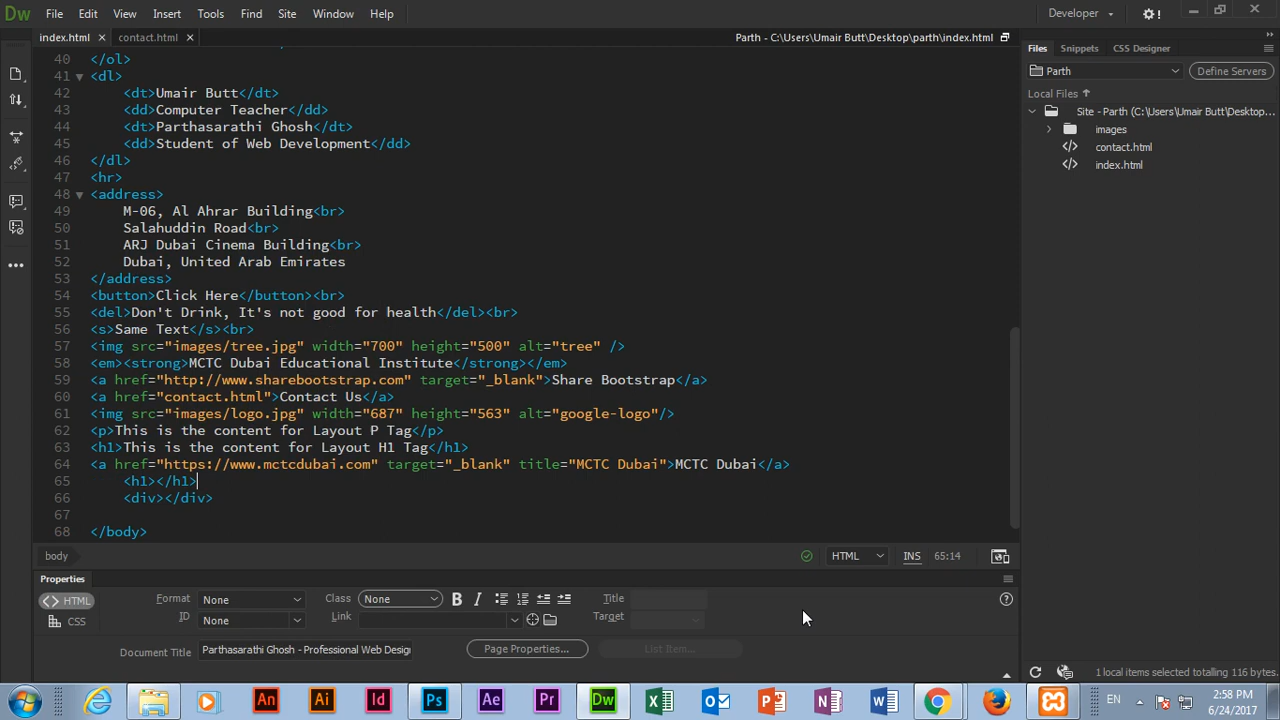 Dw File Edit View Insert Tools Find Site Window Help Developer
index.html contact.html Parth - C:\Users\Umair Butt\Desktop\parth\index.html
Files Snippets CSS Designer
Parth Define Servers
Local Files
Site - Parth (C:\Users\Umair Butt\Desktop...
images
contact.html
index.html
40 </ol>
41 <dl>
42 <dt>Umair Butt</dt>
43 <dd>Computer Teacher</dd>
44 <dt>Parthasarathi Ghosh</dt>
45 <dd>Student of Web Development</dd>
46 </dl>
47 <hr>
48 <address>
49 M-06, Al Ahrar Building<br>
50 Salahuddin Road<br>
51 ARJ Dubai Cinema Building<br>
52 Dubai, United Arab Emirates
53 </address>
54 <button>Click Here</button><br>
55 <del>Don't Drink, It's not good for health</del><br>
56 <s>Same Text</s><br>
57 <img src="images/tree.jpg" width="700" height="500" alt="tree" />
58 <em><strong>MCTC Dubai Educational Institute</strong></em>
59 <a href="http://www.sharebootstrap.com" target="_blank">Share Bootstrap</a>
60 <a href="contact.html">Contact Us</a>
61 <img src="images/logo.jpg" width="687" height="563" alt="google-logo"/>
62 <p>This is the content for Layout P Tag</p>
63 <h1>This is the content for Layout H1 Tag</h1>
64 <a href="https://www.mctcdubai.com" target="_blank" title="MCTC Dubai">MCTC Dubai</a>
65 <h1></h1>
66 <div></div>
67
68 </body>
body HTML INS 65:14
Properties
HTML Format None Class None B I Title
CSS ID None Link Target
Document Title Parthasarathi Ghosh - Professional Web Desig Page Properties... List Item...
1 local items selected totalling 116 bytes.
An Ai Id Ps Ae Pr Dw EN 2:58 PM
6/24/2017